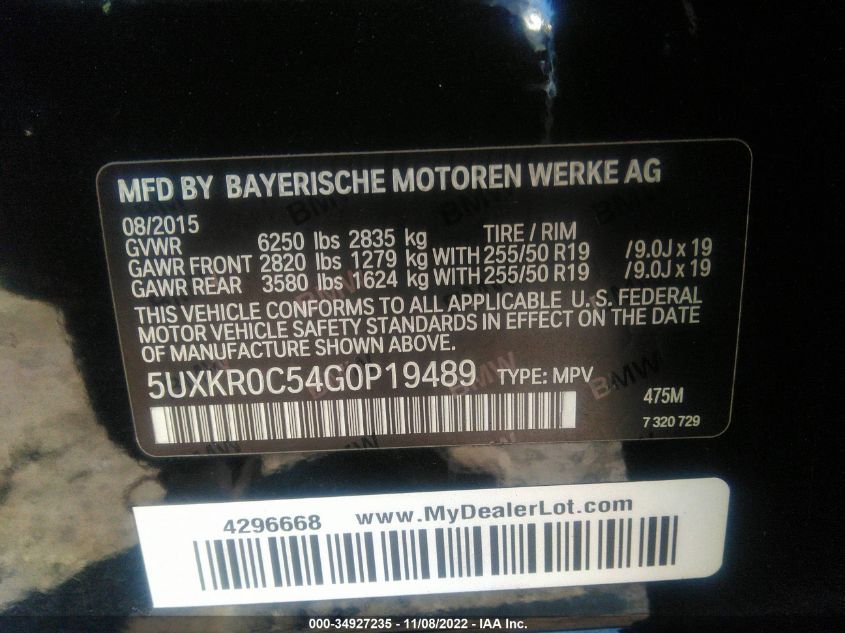 MFD BY BAYERISCHE MOTOREN WERKE AG
08/2015
GVWR 6250 lbs 2835 kg TIRE / RIM
GAWR FRONT 2820 lbs 1279 kg WITH 255/50 R19 /9.0J x 19
GAWR REAR 3580 lbs 1624 kg WITH 255/50 R19 /9.0J x 19
THIS VEHICLE CONFORMS TO ALL APPLICABLE U.S. FEDERAL
MOTOR VEHICLE SAFETY STANDARDS IN EFFECT ON THE DATE
OF MANUFACTURE SHOWN ABOVE.
5UXKR0C54G0P19489 TYPE: MPV 475M
7 320 729
4296668 www.MyDealerLot.com
000-34927235 - 11/08/2022 - IAA Inc.